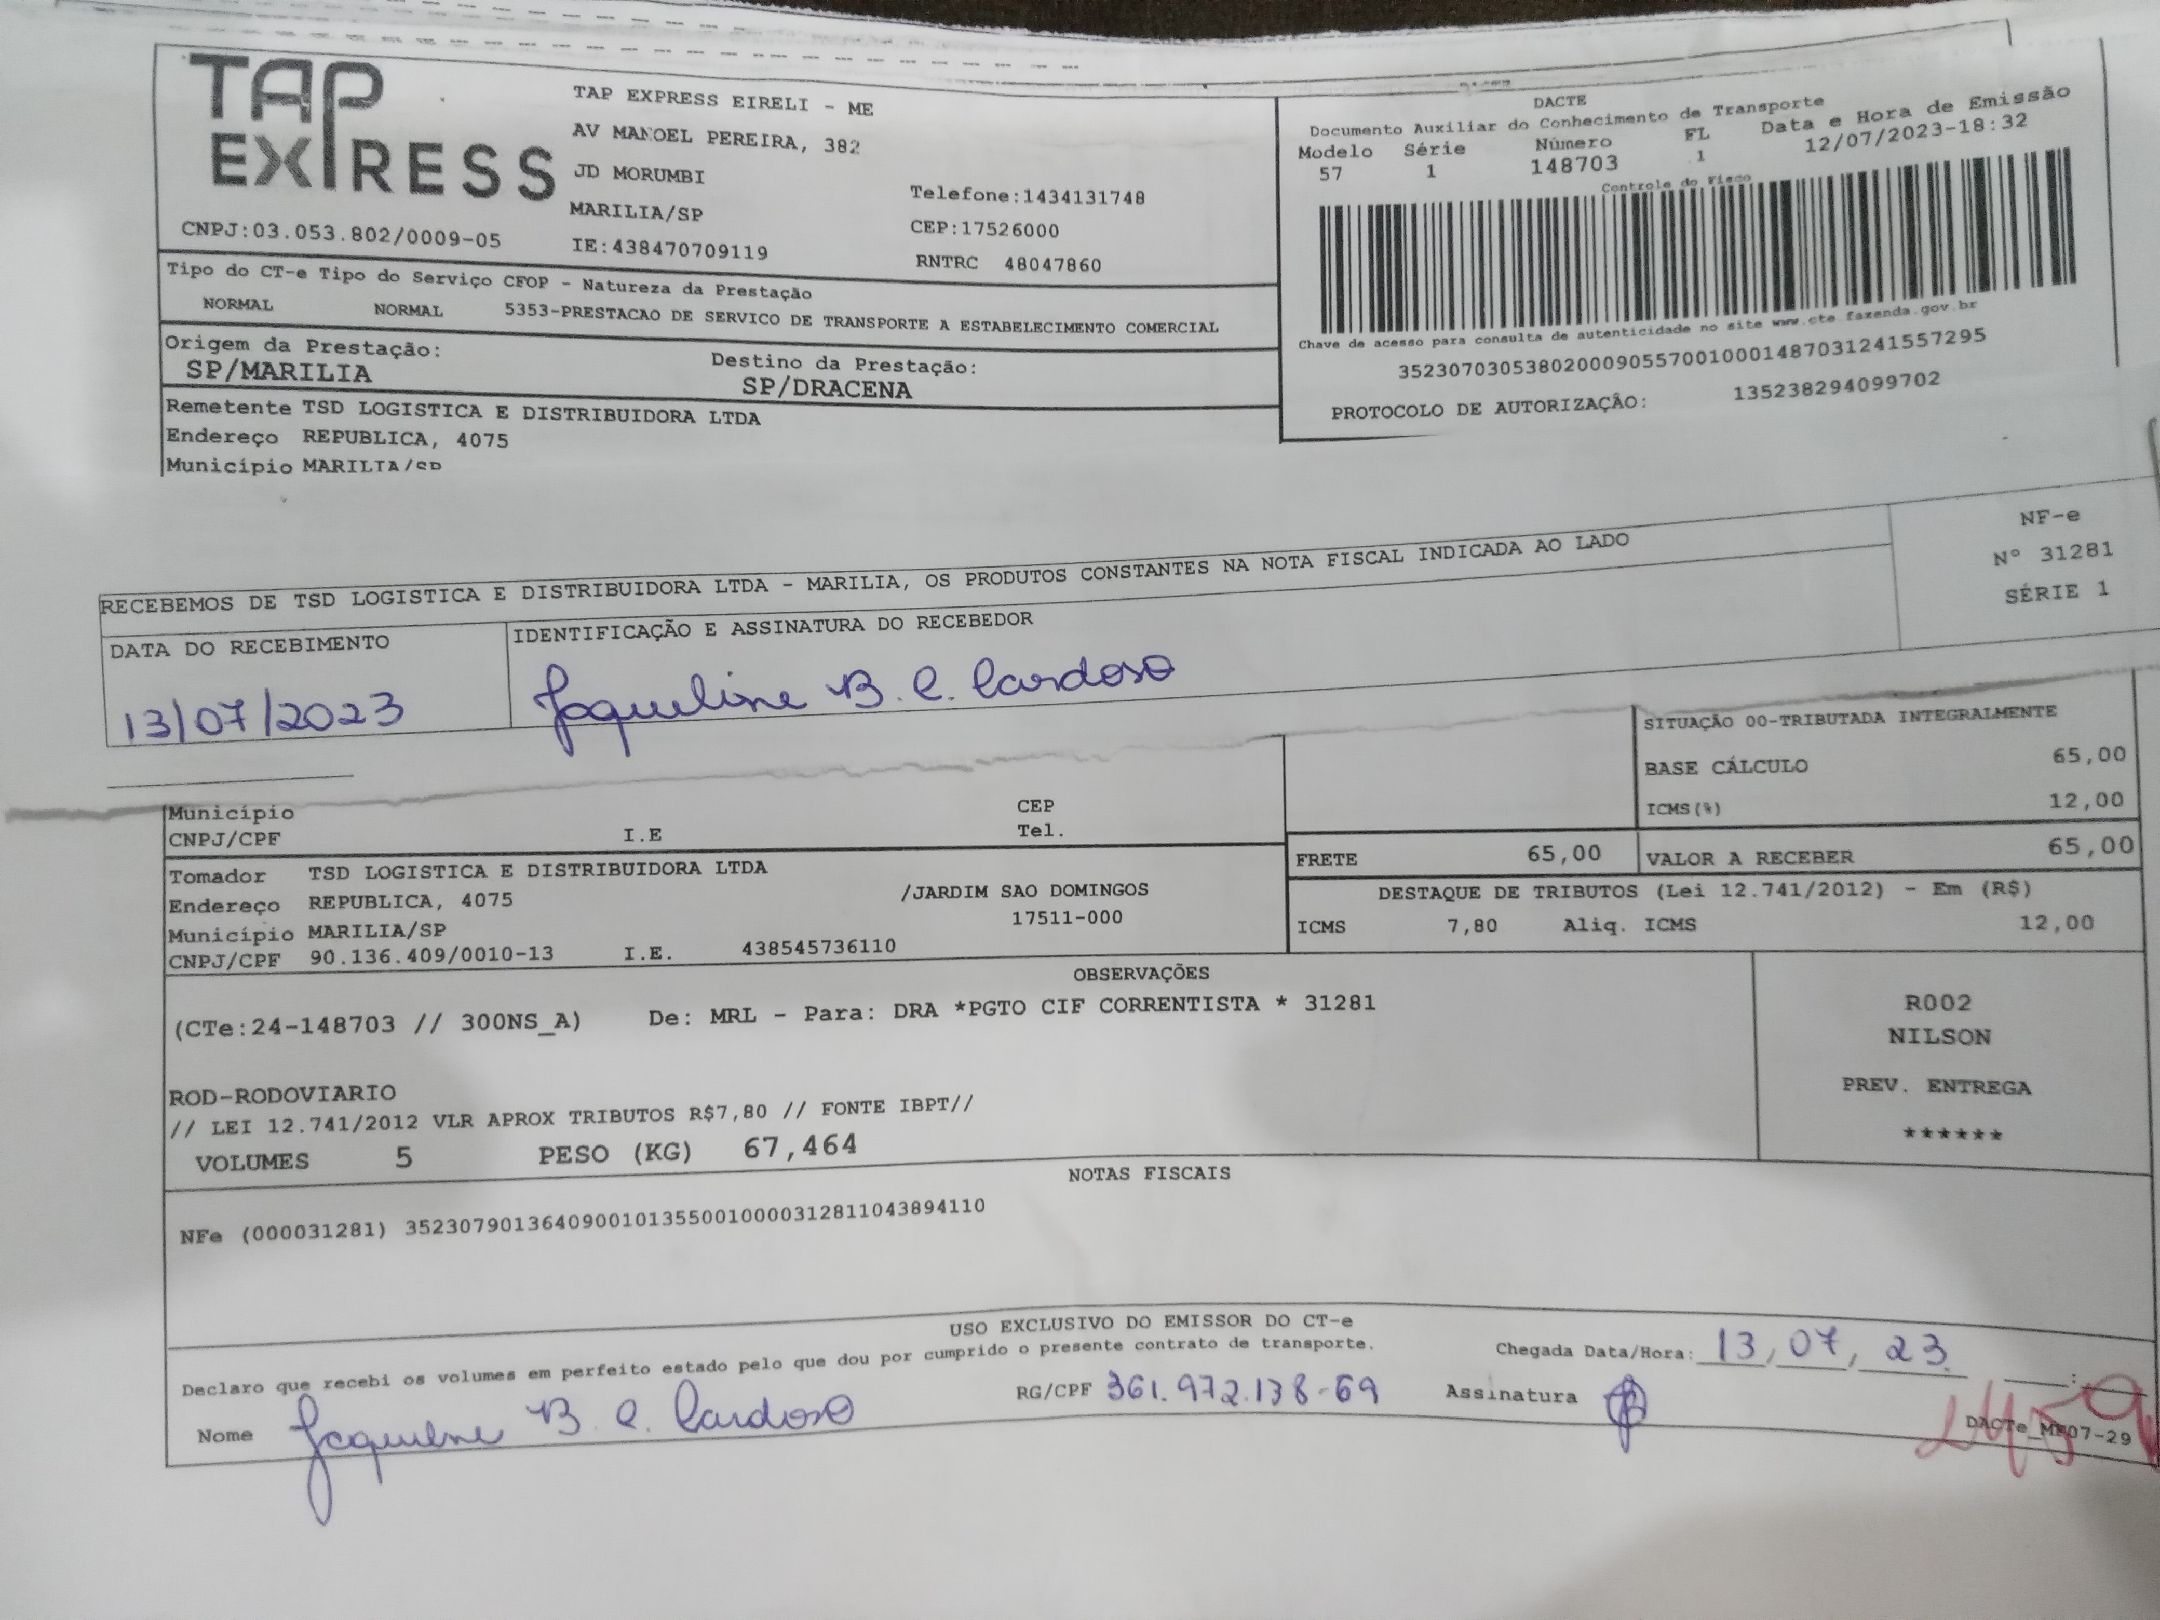 TAP EXPRESS
TAP EXPRESS EIRELI - ME
AV MANOEL PEREIRA, 382
JD MORUMBI
MARILIA/SP
Telefone:1434131748
CEP:17526000
CNPJ:03.053.802/0009-05
IE:438470709119
RNTRC 48047860
DACTE
Documento Auxiliar do Conhecimento de Transporte
Modelo Série Número FL Data e Hora de Emissão
57 1 148703 1 12/07/2023-18:32
Controle do Fisco
Chave de acesso para consulta de autenticidade no site www.cte.fazenda.gov.br
35230703053802000905570010001487031241557295
PROTOCOLO DE AUTORIZAÇÃO: 135238294099702
Tipo do CT-e Tipo do Serviço CFOP - Natureza da Prestação
NORMAL NORMAL 5353-PRESTACAO DE SERVICO DE TRANSPORTE A ESTABELECIMENTO COMERCIAL
Origem da Prestação: Destino da Prestação:
SP/MARILIA SP/DRACENA
Remetente TSD LOGISTICA E DISTRIBUIDORA LTDA
Endereço REPUBLICA, 4075
Município MARILIA/SP
RECEBEMOS DE TSD LOGISTICA E DISTRIBUIDORA LTDA - MARILIA, OS PRODUTOS CONSTANTES NA NOTA FISCAL INDICADA AO LADO
NF-e
Nº 31281
SÉRIE 1
DATA DO RECEBIMENTO IDENTIFICAÇÃO E ASSINATURA DO RECEBEDOR
13/07/2023 Jaqueline B. C. Cardoso
SITUAÇÃO 00-TRIBUTADA INTEGRALMENTE
BASE CÁLCULO 65,00
ICMS(%) 12,00
Município CEP
CNPJ/CPF I.E Tel.
FRETE 65,00 VALOR A RECEBER 65,00
Tomador TSD LOGISTICA E DISTRIBUIDORA LTDA
Endereço REPUBLICA, 4075 /JARDIM SAO DOMINGOS
Município MARILIA/SP 17511-000
CNPJ/CPF 90.136.409/0010-13 I.E. 438545736110
DESTAQUE DE TRIBUTOS (Lei 12.741/2012) - Em (R$)
ICMS 7,80 Aliq. ICMS 12,00
OBSERVAÇÕES
(CTe:24-148703 // 300NS_A) De: MRL - Para: DRA *PGTO CIF CORRENTISTA * 31281
R002
NILSON
PREV. ENTREGA
******
ROD-RODOVIARIO
// LEI 12.741/2012 VLR APROX TRIBUTOS R$7,80 // FONTE IBPT//
VOLUMES 5 PESO (KG) 67,464
NOTAS FISCAIS
NFe (000031281) 35230790136409001013550010000312811043894110
USO EXCLUSIVO DO EMISSOR DO CT-e
Declaro que recebi os volumes em perfeito estado pelo que dou por cumprido o presente contrato de transporte.
Chegada Data/Hora: 13, 07, 23
Nome Jaqueline B. C. Cardoso RG/CPF 361.972.138-69 Assinatura
DACTe_MP07-29